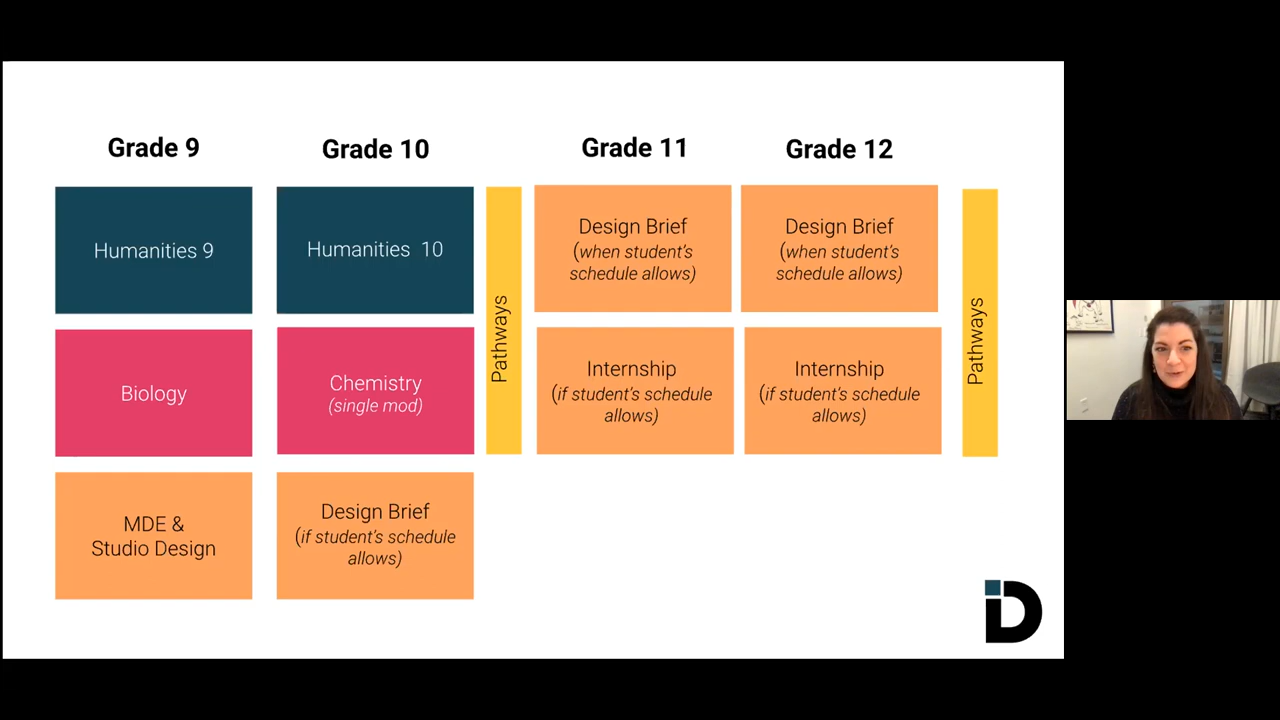 Grade 9
Grade 10
Grade 11
Grade 12
Humanities 9
Humanities 10
Pathways
Design Brief
(when student's
schedule allows)
Design Brief
(when student's
schedule allows)
Pathways
Biology
Chemistry
(single mod)
Internship
(if student's schedule
allows)
Internship
(if student's schedule
allows)
MDE &
Studio Design
Design Brief
(if student's schedule
allows)
iD